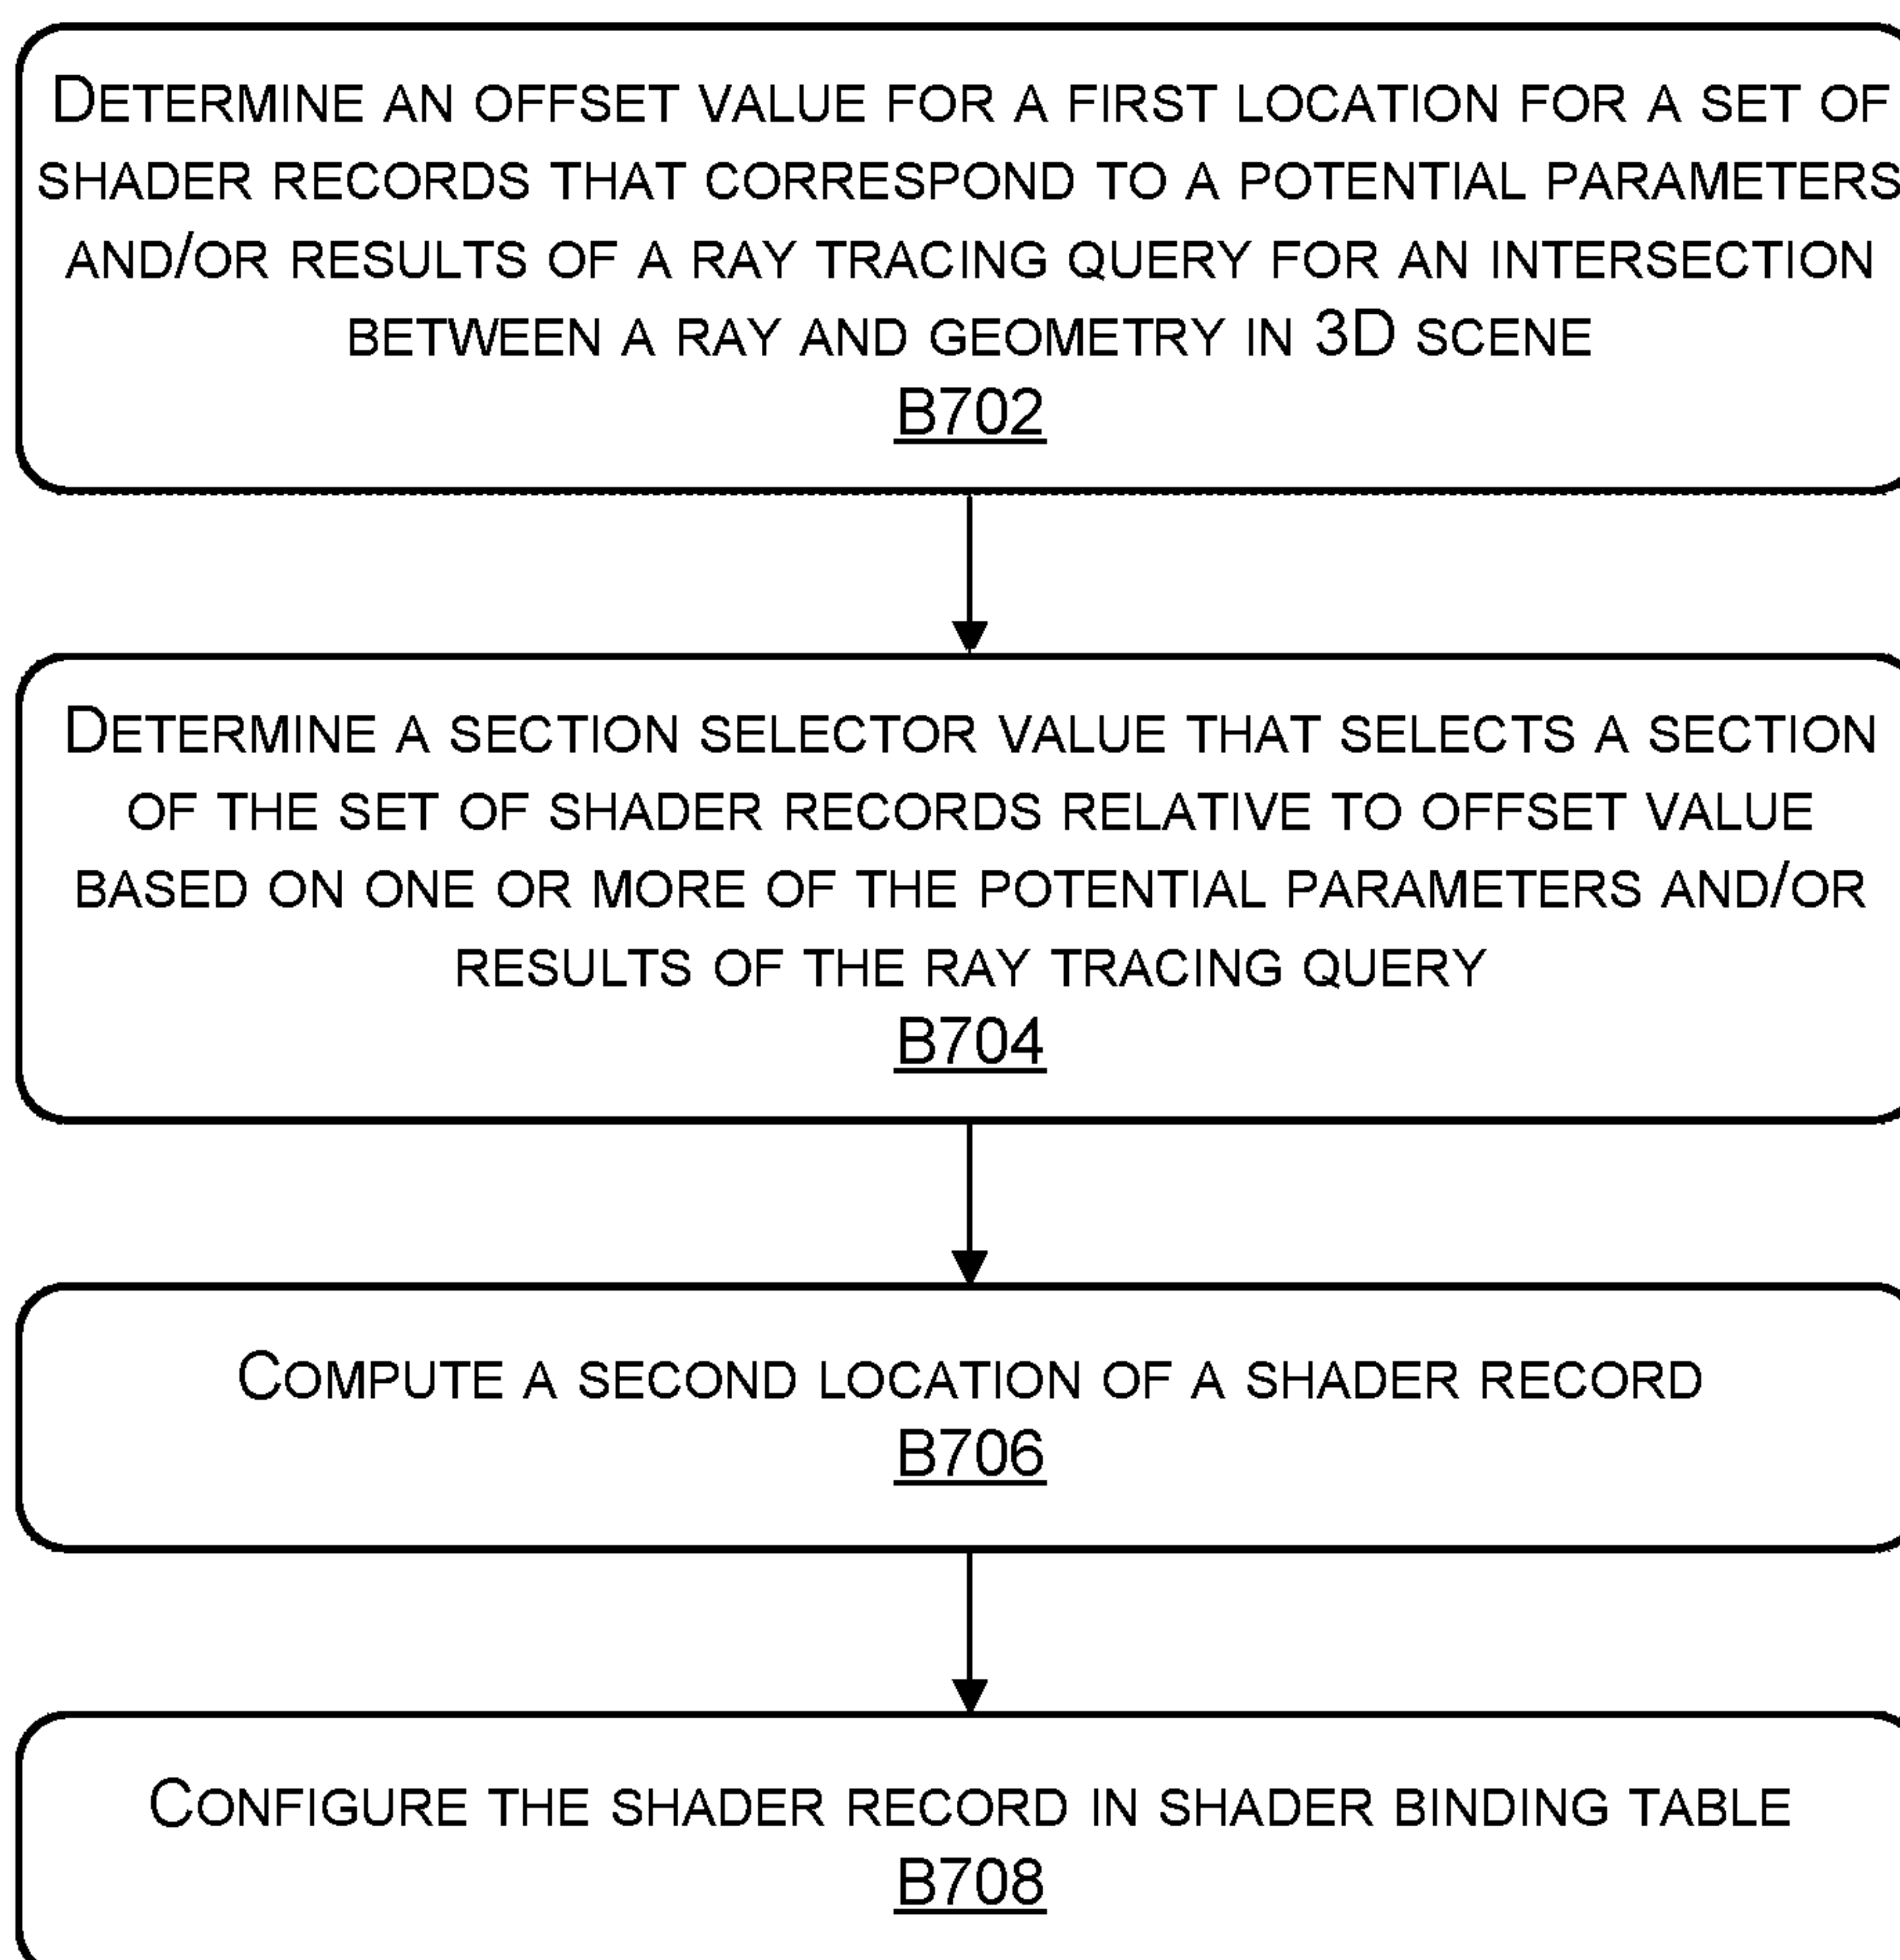 DETERMINE AN OFFSET VALUE FOR A FIRST LOCATION FOR A SET OF
SHADER RECORDS THAT CORRESPOND TO A POTENTIAL PARAMETERS
AND/OR RESULTS OF A RAY TRACING QUERY FOR AN INTERSECTION
BETWEEN A RAY AND GEOMETRY IN 3D SCENE
B702
DETERMINE A SECTION SELECTOR VALUE THAT SELECTS A SECTION
OF THE SET OF SHADER RECORDS RELATIVE TO OFFSET VALUE
BASED ON ONE OR MORE OF THE POTENTIAL PARAMETERS AND/OR
RESULTS OF THE RAY TRACING QUERY
B704
COMPUTE A SECOND LOCATION OF A SHADER RECORD
B706
CONFIGURE THE SHADER RECORD IN SHADER BINDING TABLE
B708